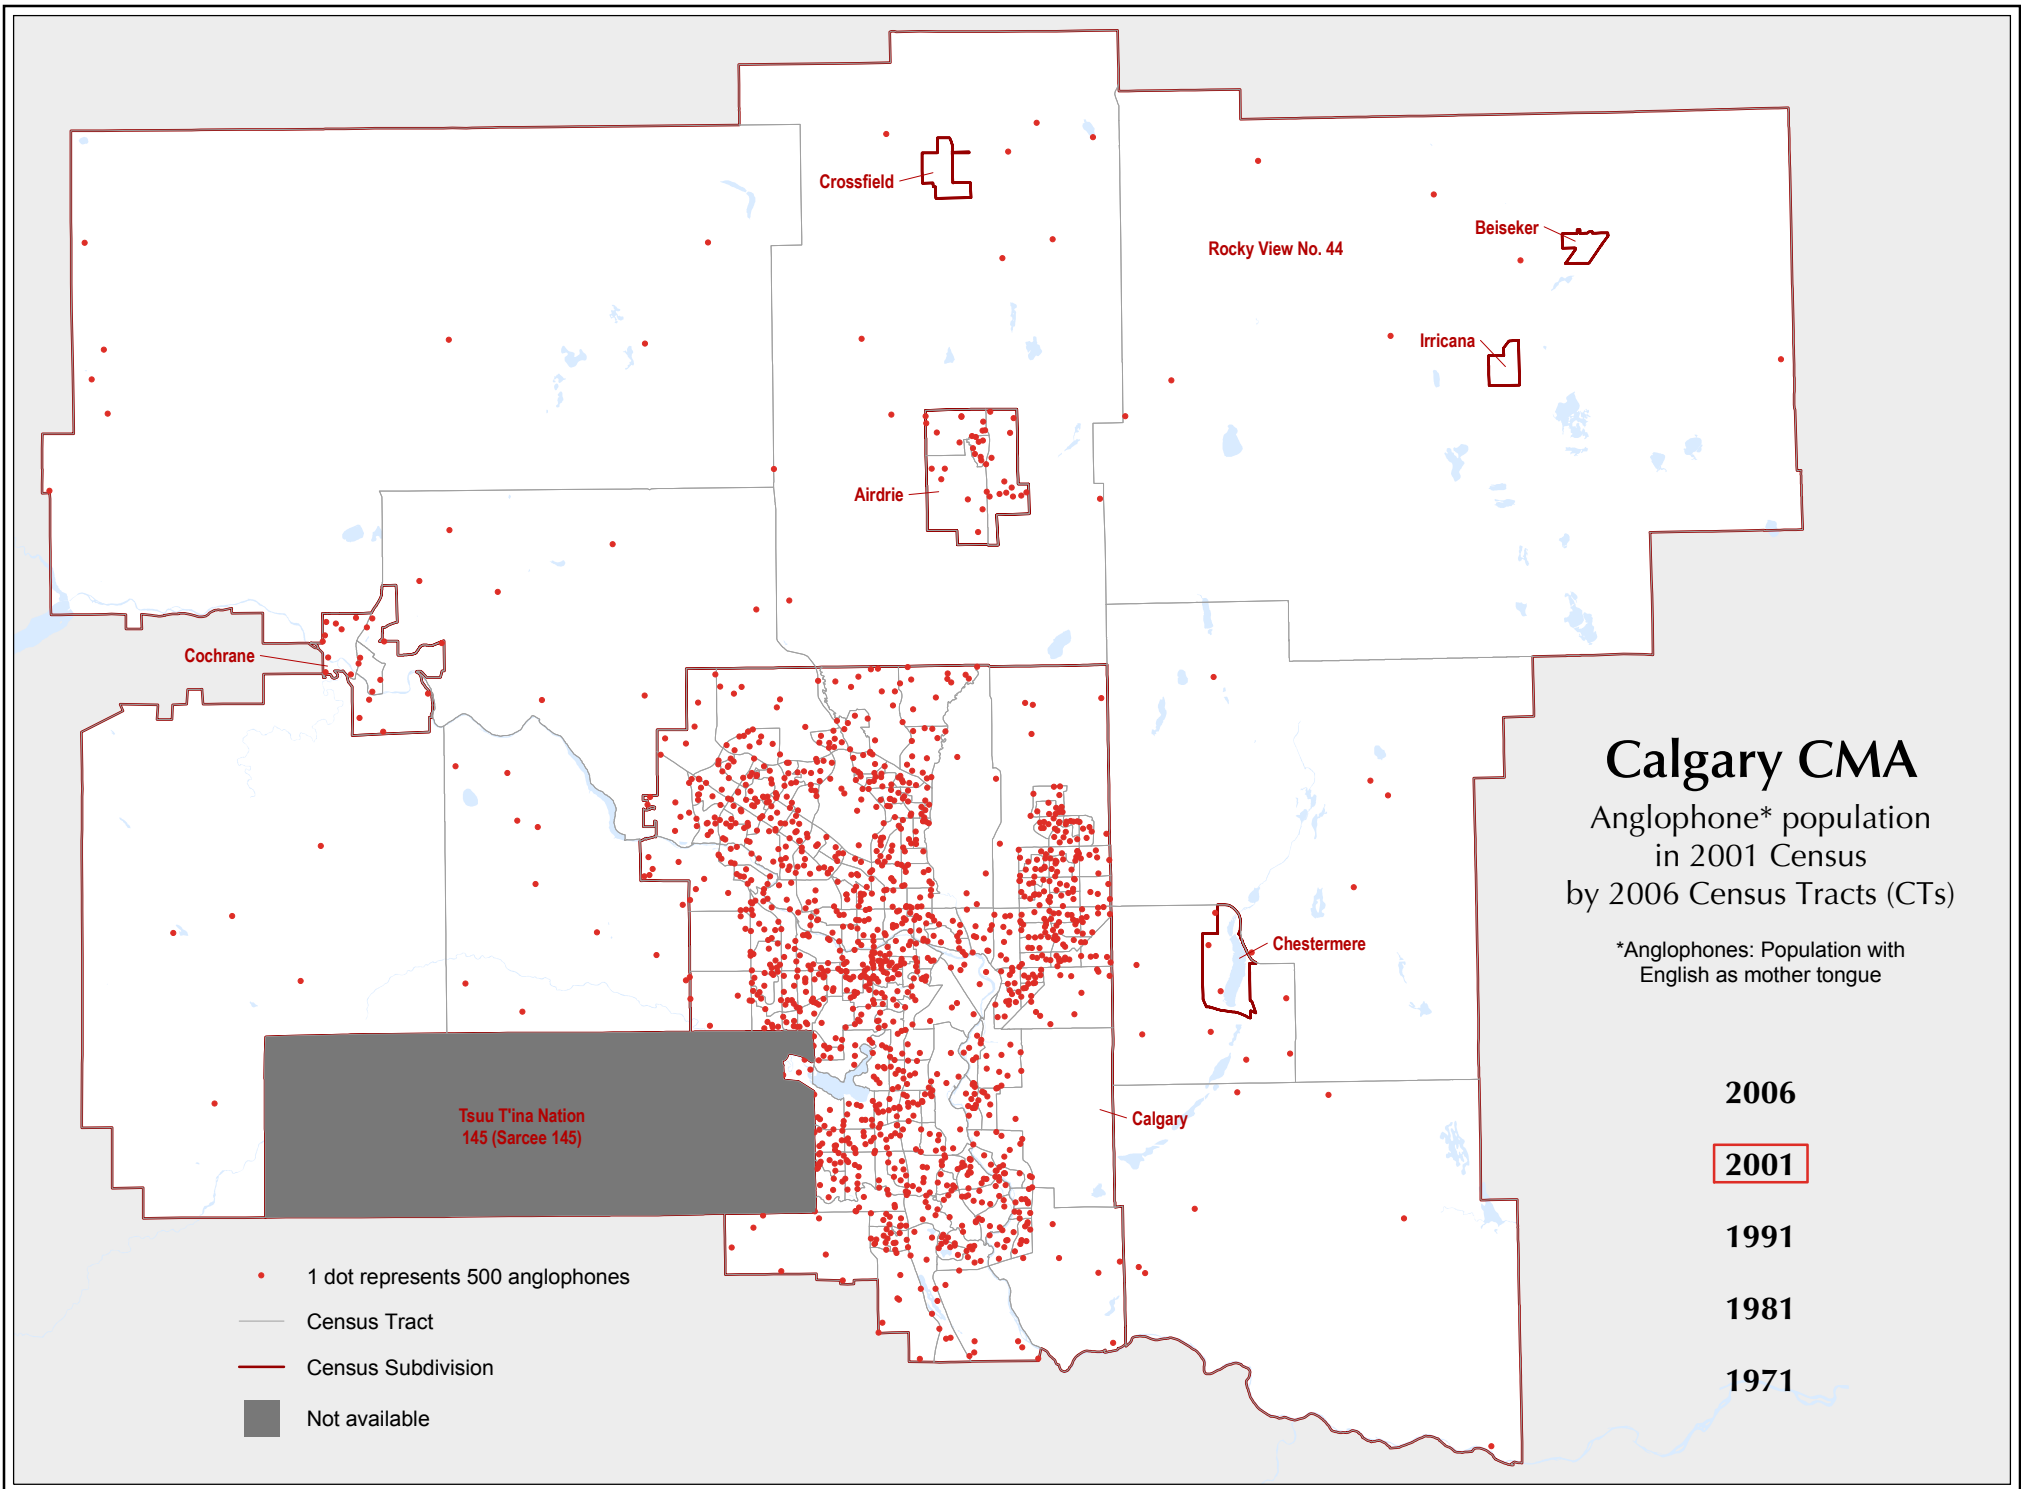 Crossfield
Beiseker
Rocky View No. 44
Irricana
Airdrie
Cochrane
Calgary CMA
Anglophone* population
in 2001 Census
by 2006 Census Tracts (CTs)
*Anglophones: Population with
English as mother tongue
Chestermere
Tsuu T'ina Nation
145 (Sarcee 145)
Calgary
2006
2001
1991
1981
1971
1 dot represents 500 anglophones
Census Tract
Census Subdivision
Not available